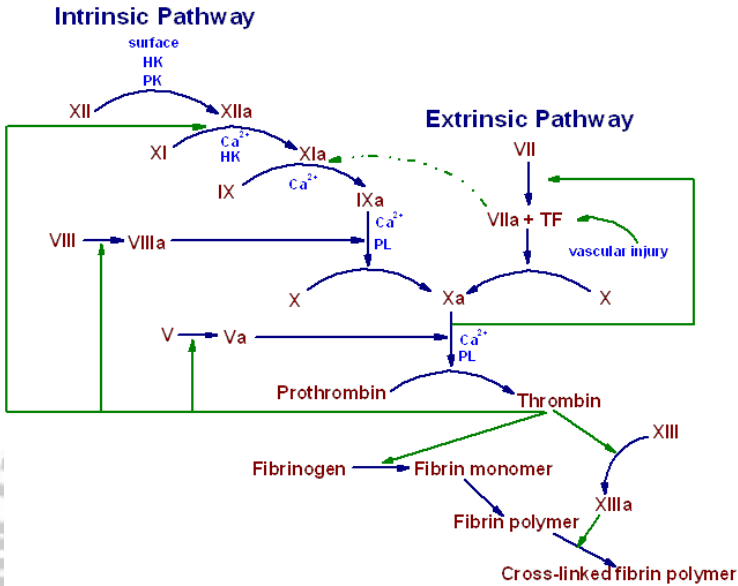 Intrinsic Pathway
surface
HK
PK
XII
XIIa
Extrinsic Pathway
XI
Ca2+
HK
XIa
VII
IX
Ca2+
IXa
VIIa + TF
Ca2+
VIII
VIIIa
PL
vascular injury
X
Xa
X
V
Va
Ca2+
PL
Prothrombin
Thrombin
XIII
Fibrinogen
Fibrin monomer
XIIIa
Fibrin polymer
Cross-linked fibrin polymer